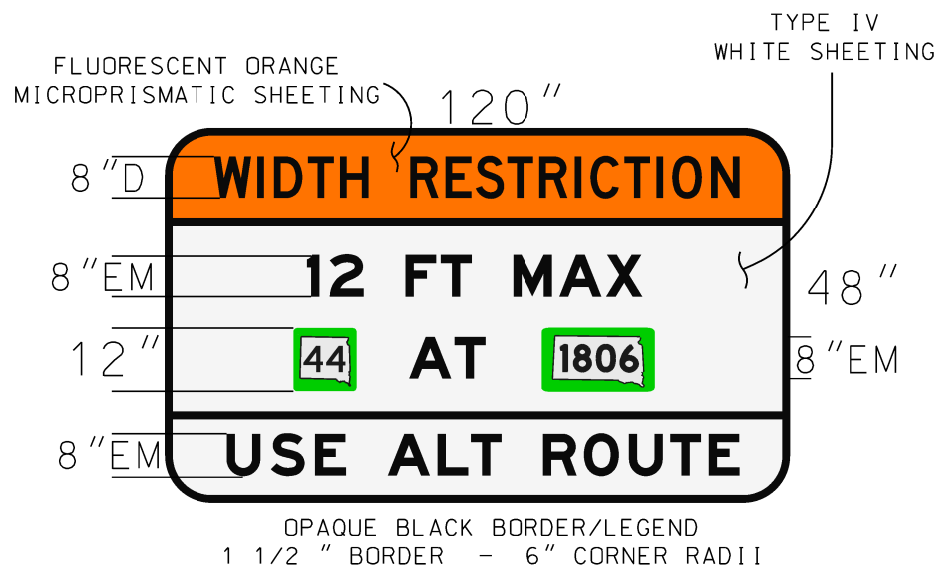 TYPE IV
WHITE SHEETING
FLUORESCENT ORANGE
MICROPRISMATIC SHEETING
120"
8"D
WIDTH RESTRICTION
8"EM
12 FT MAX
48"
12"
44 AT 1806
8"EM
8"EM
USE ALT ROUTE
OPAQUE BLACK BORDER/LEGEND
1 1/2 " BORDER - 6" CORNER RADII